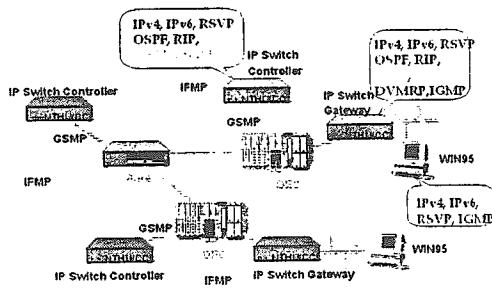 IPv4, IPv6, RSVP
OSPF, RIP,
IP Switch Controller
IFMP
IP Switch
Controller
IPv4, IPv6, RSVP
OSPF, RIP,
DVMRP, IGMP
IP Switch
Gateway
GSMP
GSMP
IFMP
WIN95
IPv4, IPv6,
RSVP, IGMP
GSMP
WIN95
IP Switch Controller
IFMP
IP Switch Gateway